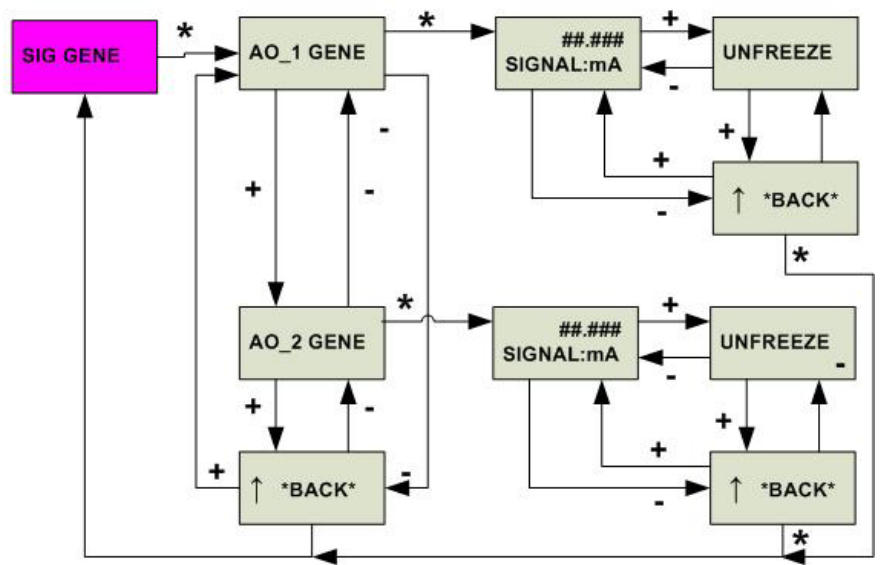 SIG GENE
*
AO_1 GENE
*
##.###
SIGNAL:mA
+
-
UNFREEZE
+
+
-
↑ *BACK*
*
+
-
-
AO_2 GENE
*
##.###
SIGNAL:mA
+
-
UNFREEZE
-
+
-
+
+
-
↑ *BACK*
+
-
↑ *BACK*
*